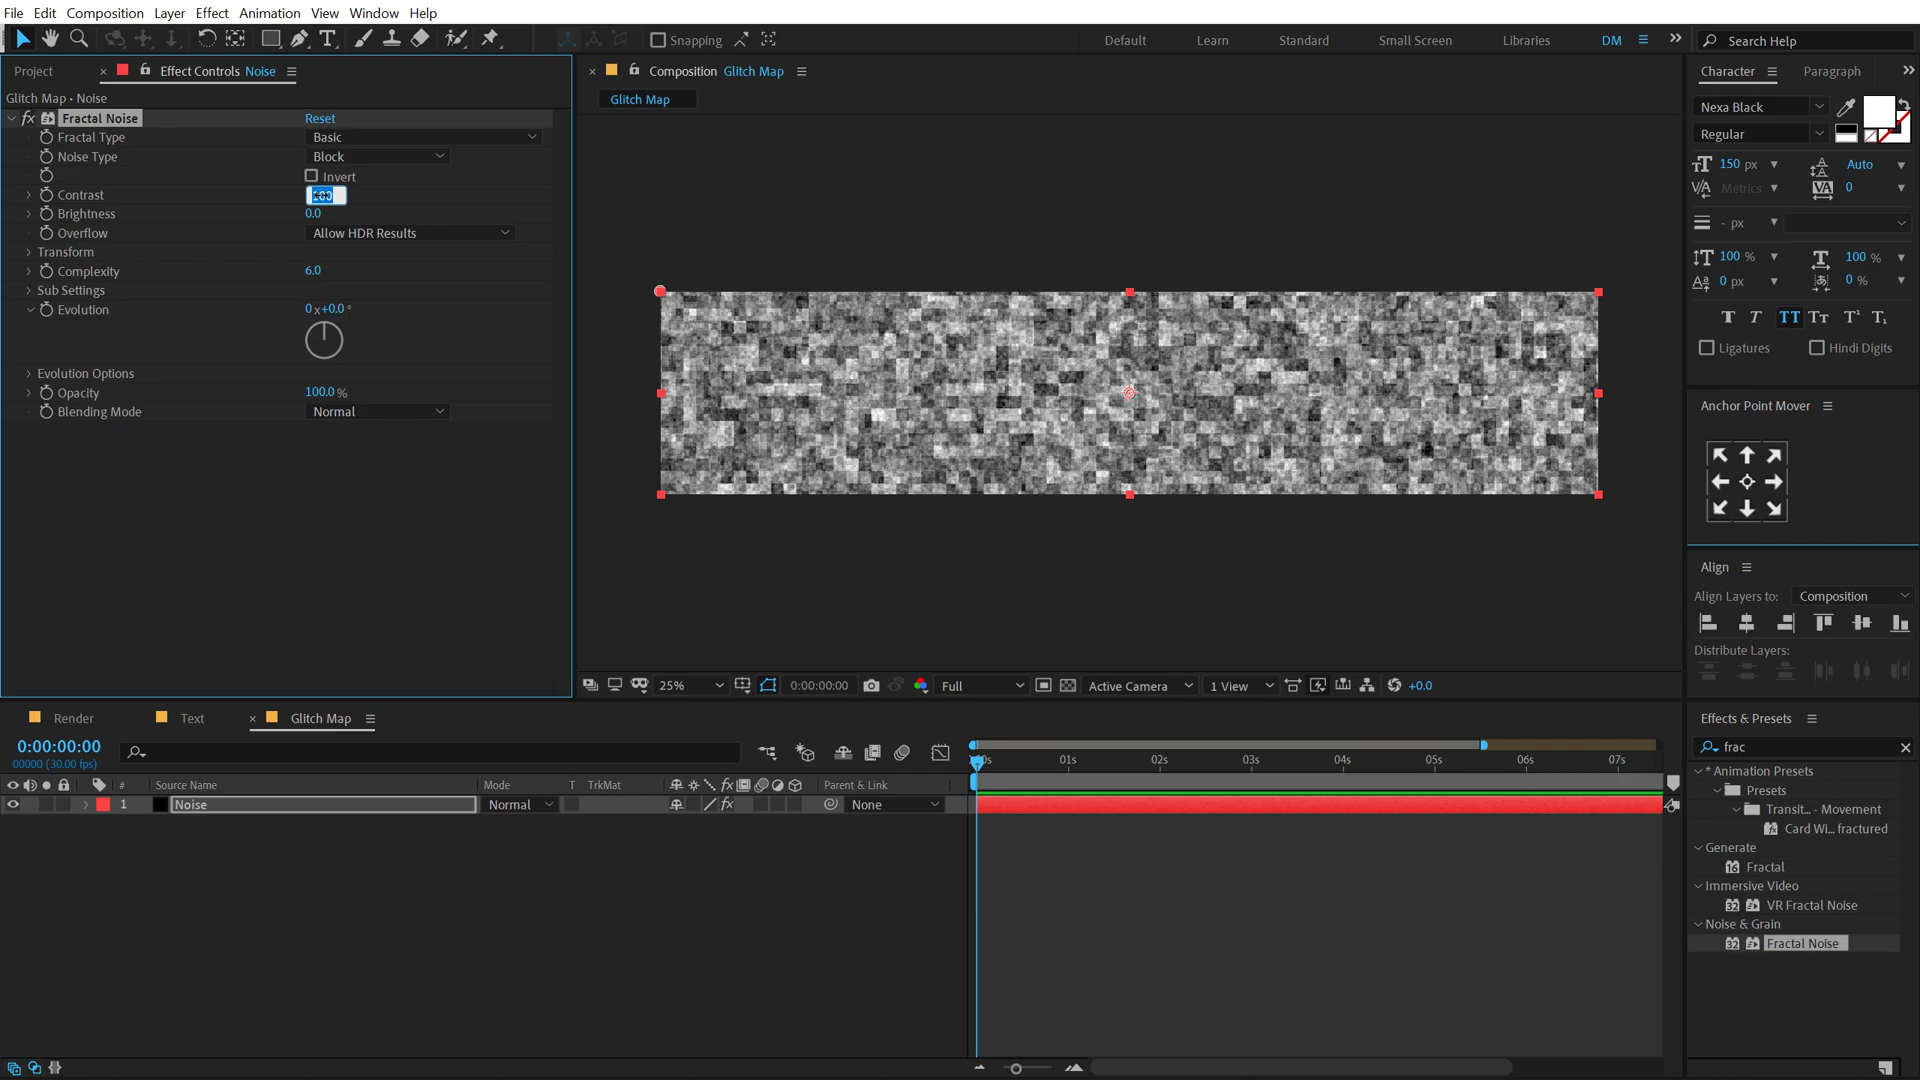 File Edit Composition Layer Effect Animation View Window Help
Snapping Default Learn Standard Small Screen Libraries DM Search Help
Project Effect Controls Noise
Composition Glitch Map
Character Paragraph
Glitch Map • Noise
Glitch Map
Fractal Noise Reset
Fractal Type Basic
Noise Type Block
Invert
Contrast
Brightness 0.0
Overflow Allow HDR Results
Transform
Complexity 6.0
Sub Settings
Evolution 0 x+0.0 °
Evolution Options
Opacity 100.0 %
Blending Mode Normal
Nexa Black
Regular
150 px Auto
Metrics 0
- px
100 % 100 %
0 px 0 %
Ligatures Hindi Digits
Anchor Point Mover
Align
Align Layers to: Composition
Distribute Layers:
25% 0:00:00:00 Full Active Camera 1 View +0.0
Render Text Glitch Map
0:00:00:00
00000 (30.00 fps)
# Source Name Mode T TrkMat Parent & Link
01s 02s 03s 04s 05s 06s 07s
1 Noise Normal None
Effects & Presets
frac
* Animation Presets
Presets
Transit... - Movement
Card Wi... fractured
Generate
Fractal
Immersive Video
VR Fractal Noise
Noise & Grain
Fractal Noise